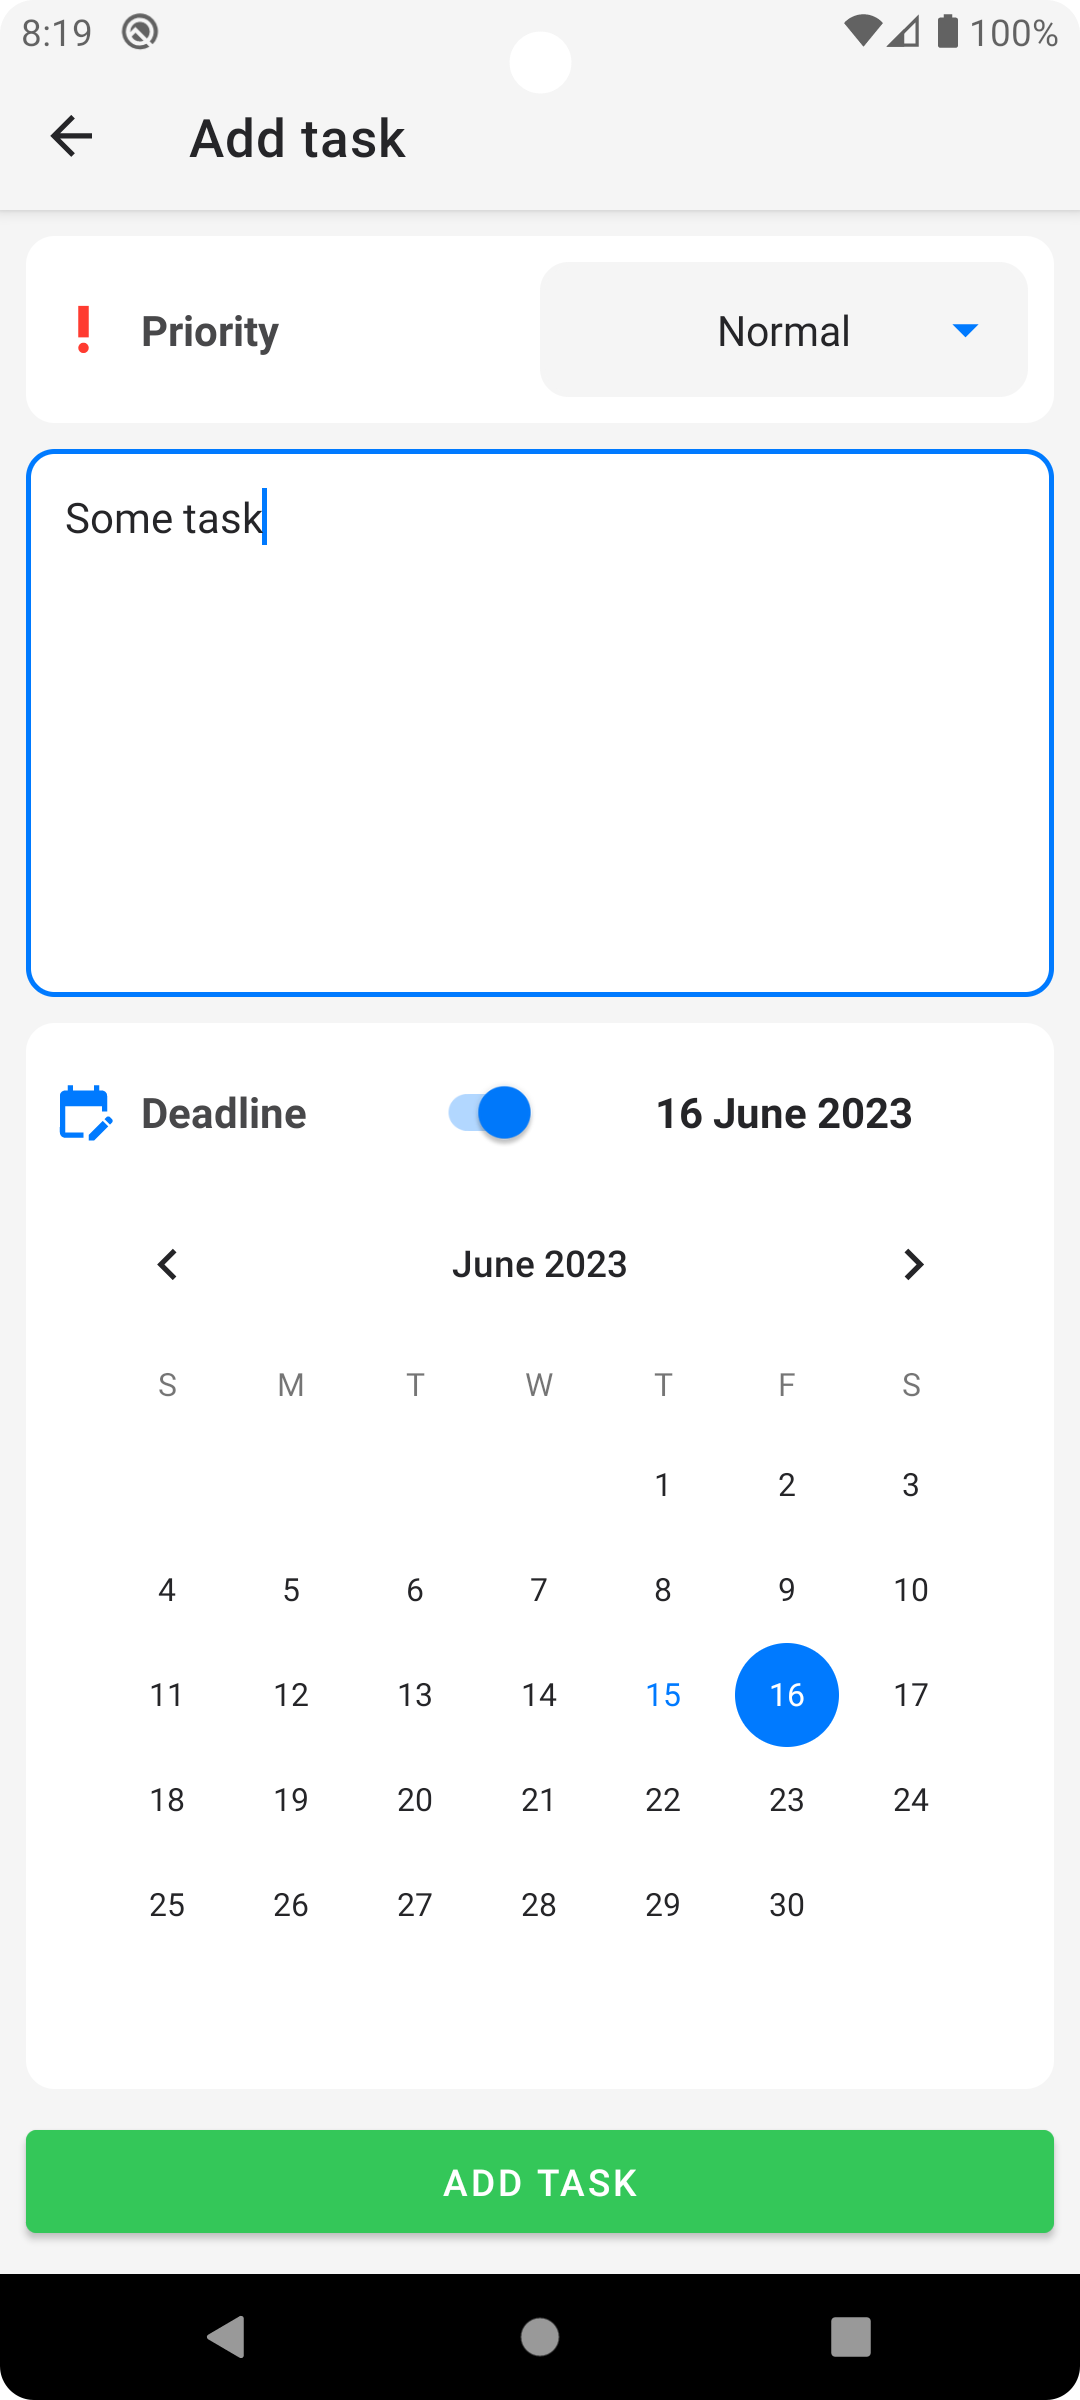 8:19 100%
Add task
Priority Normal
Some task
Deadline 16 June 2023
June 2023
S M T W T F S
1 2 3
4 5 6 7 8 9 10
11 12 13 14 15 16 17
18 19 20 21 22 23 24
25 26 27 28 29 30
ADD TASK